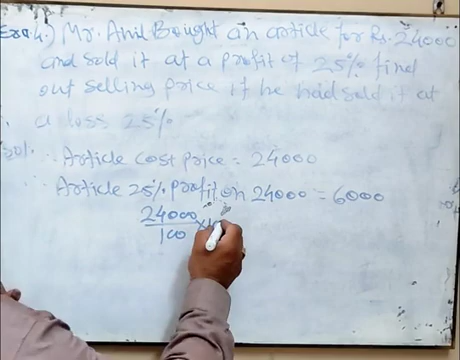 Exa 4.) Mr. Anil Bought an article for Rs. 24000
and sold it at a profit of 25% find
out selling price if he had sold it at
a loss 25%
Sol. ∴ Article cost price = 24000
Article 25% profit on 24000 = 6000
24000
100
×